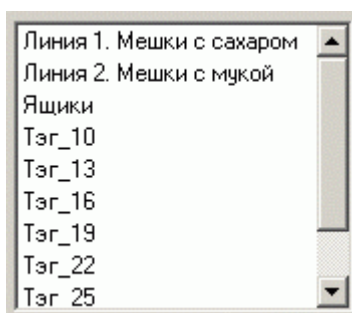 Линия 1. Мешки с сахаром
Линия 2. Мешки с мукой
Ящики
Тэг_10
Тэг_13
Тэг_16
Тэг_19
Тэг_22
Тэг_25